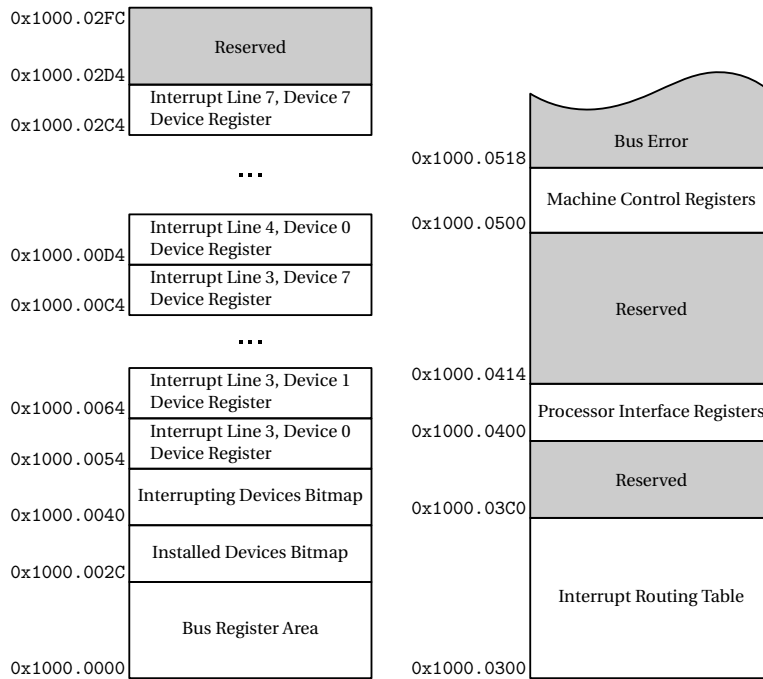 0x1000.02FC
Reserved
0x1000.02D4
Interrupt Line 7, Device 7
Device Register
0x1000.02C4
...
Interrupt Line 4, Device 0
Device Register
0x1000.00D4
Interrupt Line 3, Device 7
Device Register
0x1000.00C4
...
Interrupt Line 3, Device 1
Device Register
0x1000.0064
Interrupt Line 3, Device 0
Device Register
0x1000.0054
Interrupting Devices Bitmap
0x1000.0040
Installed Devices Bitmap
0x1000.002C
Bus Register Area
0x1000.0000
Bus Error
0x1000.0518
Machine Control Registers
0x1000.0500
Reserved
0x1000.0414
Processor Interface Registers
0x1000.0400
Reserved
0x1000.03C0
Interrupt Routing Table
0x1000.0300